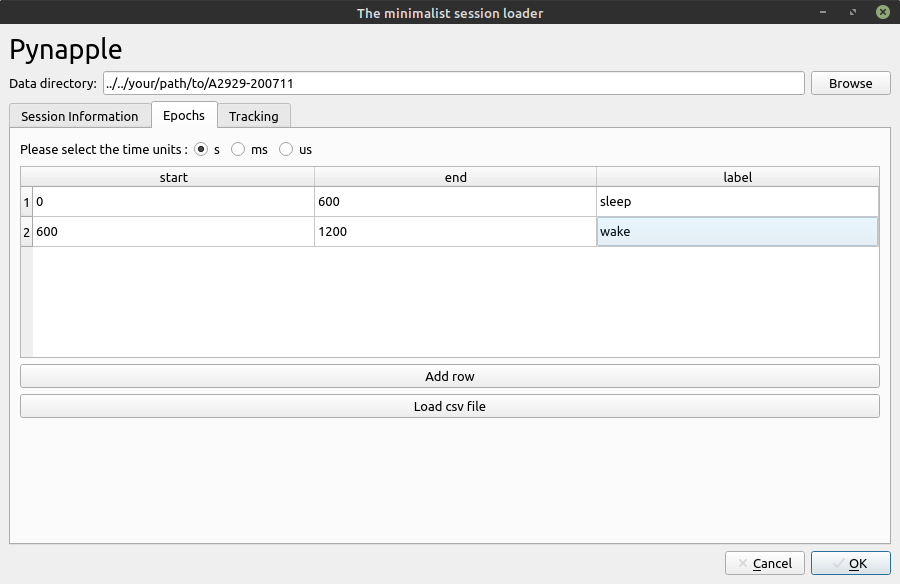 The minimalist session loader
Pynapple
Data directory: ../../your/path/to/A2929-200711 Browse
Session Information Epochs Tracking
Please select the time units : s ms us
start end label
1 0 600 sleep
2 600 1200 wake
Add row
Load csv file
Cancel OK